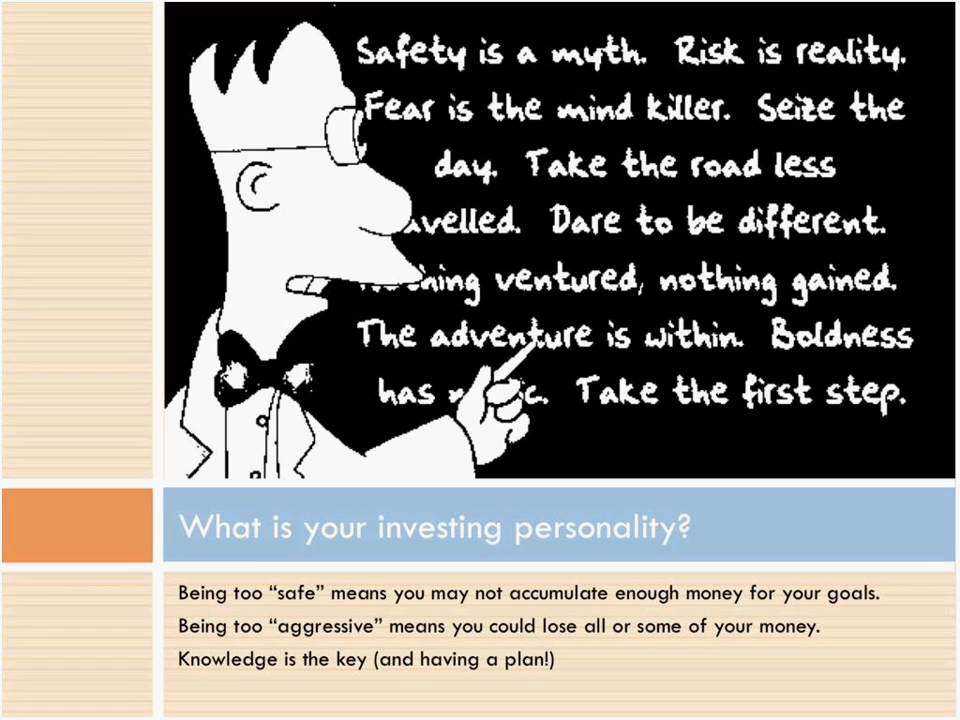 Safety is a myth. Risk is reality.
Fear is the mind killer. Seize the
day. Take the road less
avelled. Dare to be different.
hing ventured, nothing gained.
The adventure is within. Boldness
has Take the first step.
What is your investing personality?
Being too “safe” means you may not accumulate enough money for your goals.
Being too “aggressive” means you could lose all or some of your money.
Knowledge is the key (and having a plan!)